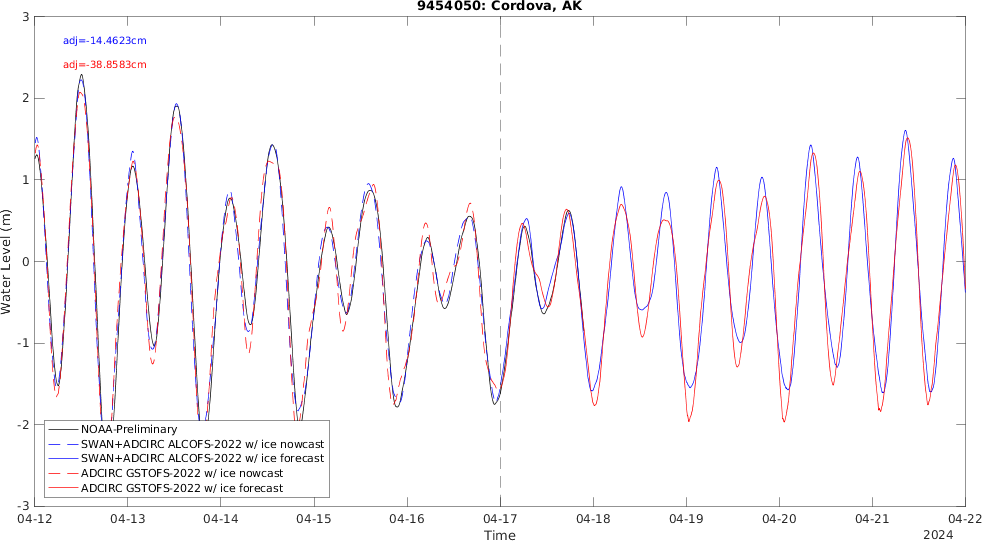 9454050: Cordova, AK
adj=-14.4623cm
adj=-38.8583cm
3
2
1
0
-1
-2
-3
Water Level (m)
NOAA-Preliminary
SWAN+ADCIRC ALCOFS-2022 w/ ice nowcast
SWAN+ADCIRC ALCOFS-2022 w/ ice forecast
ADCIRC GSTOFS-2022 w/ ice nowcast
ADCIRC GSTOFS-2022 w/ ice forecast
04-12 04-13 04-14 04-15 04-16 04-17 04-18 04-19 04-20 04-21 04-22
Time
2024